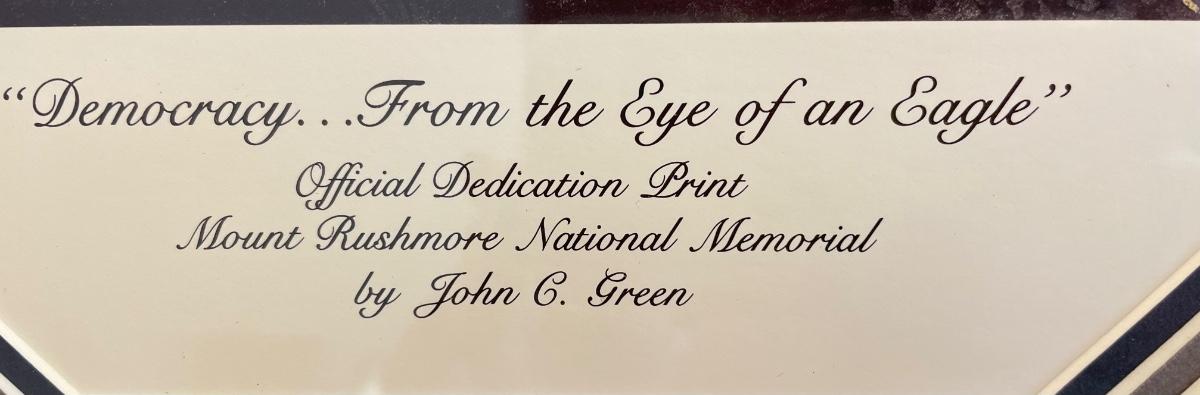 “Democracy...From the Eye of an Eagle”
Official Dedication Print
Mount Rushmore National Memorial
by John C. Green